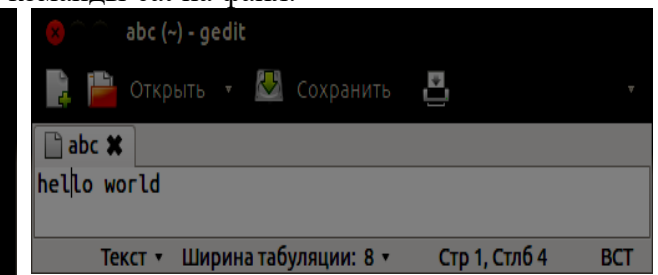 abc (~) - gedit
Открыть Сохранить
abc
hello world
Текст Ширина табуляции: 8 Стр 1, Стлб 4 ВСТ